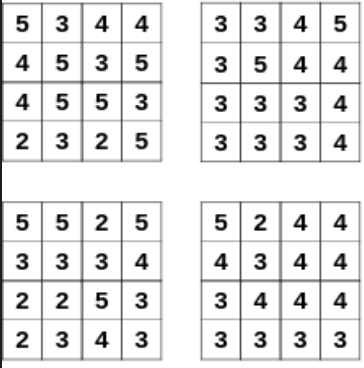 5 3 4 4
4 5 3 5
4 5 5 3
2 3 2 5
3 3 4 5
3 5 4 4
3 3 3 4
3 3 3 4
5 5 2 5
3 3 3 4
2 2 5 3
2 3 4 3
5 2 4 4
4 3 4 4
3 4 4 4
3 3 3 3